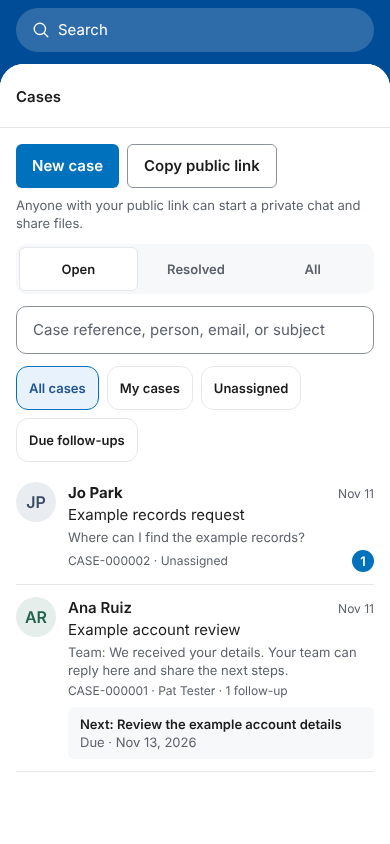 Search
Cases
New case
Copy public link
Anyone with your public link can start a private chat and
share files.
Open
Resolved
All
Case reference, person, email, or subject
All cases
My cases
Unassigned
Due follow-ups
JP
Jo Park
Nov 11
Example records request
Where can I find the example records?
CASE-000002 · Unassigned
1
AR
Ana Ruiz
Nov 11
Example account review
Team: We received your details. Your team can
reply here and share the next steps.
CASE-000001 · Pat Tester · 1 follow-up
Next: Review the example account details
Due · Nov 13, 2026